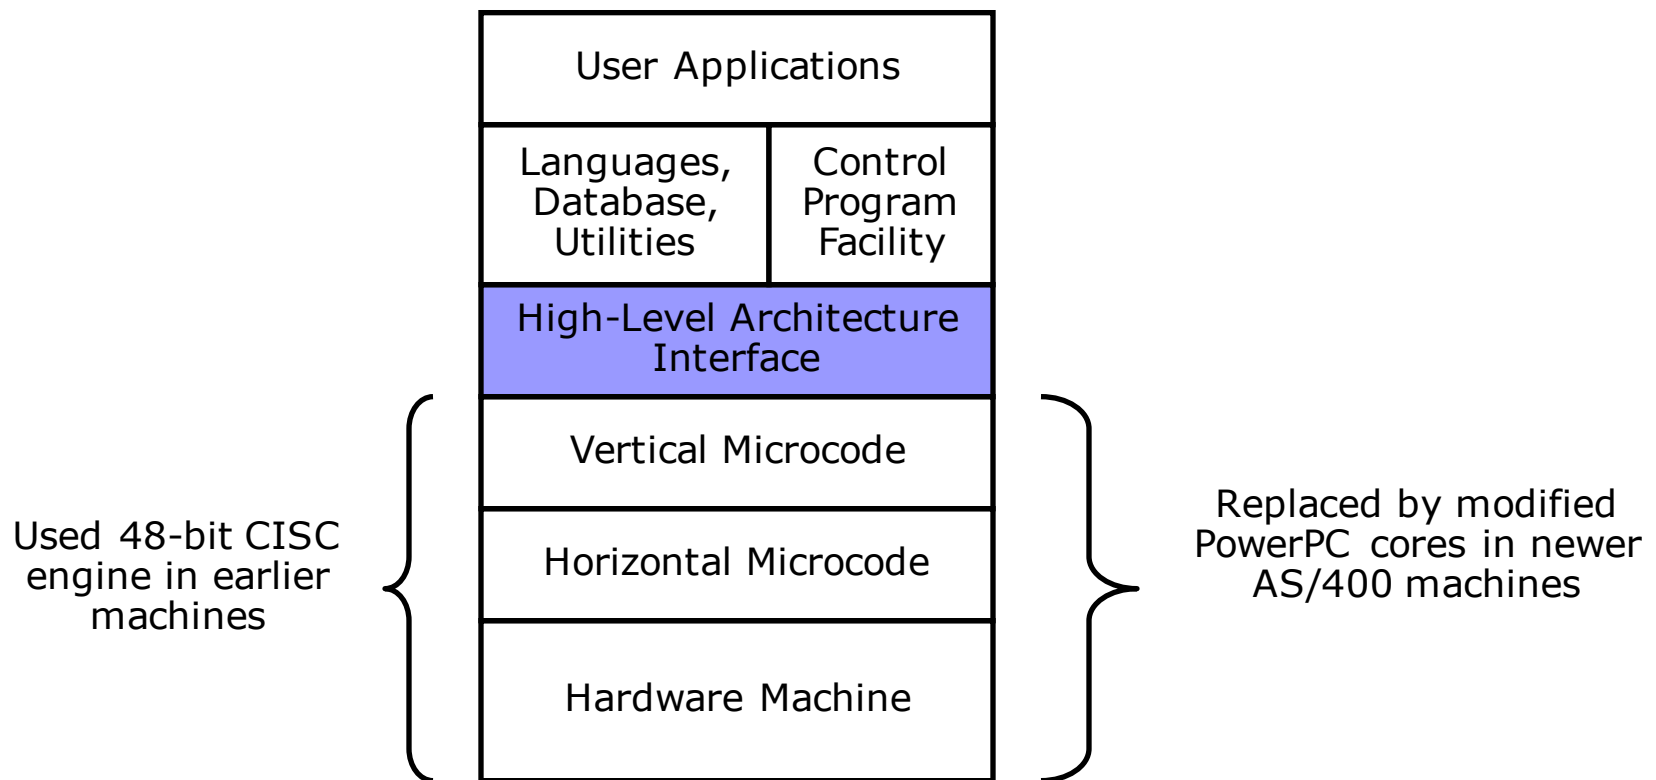 User Applications
Languages,
Database,
Utilities
Control
Program
Facility
High-Level Architecture
Interface
Vertical Microcode
Horizontal Microcode
Hardware Machine
Used 48-bit CISC
engine in earlier
machines
Replaced by modified
PowerPC cores in newer
AS/400 machines